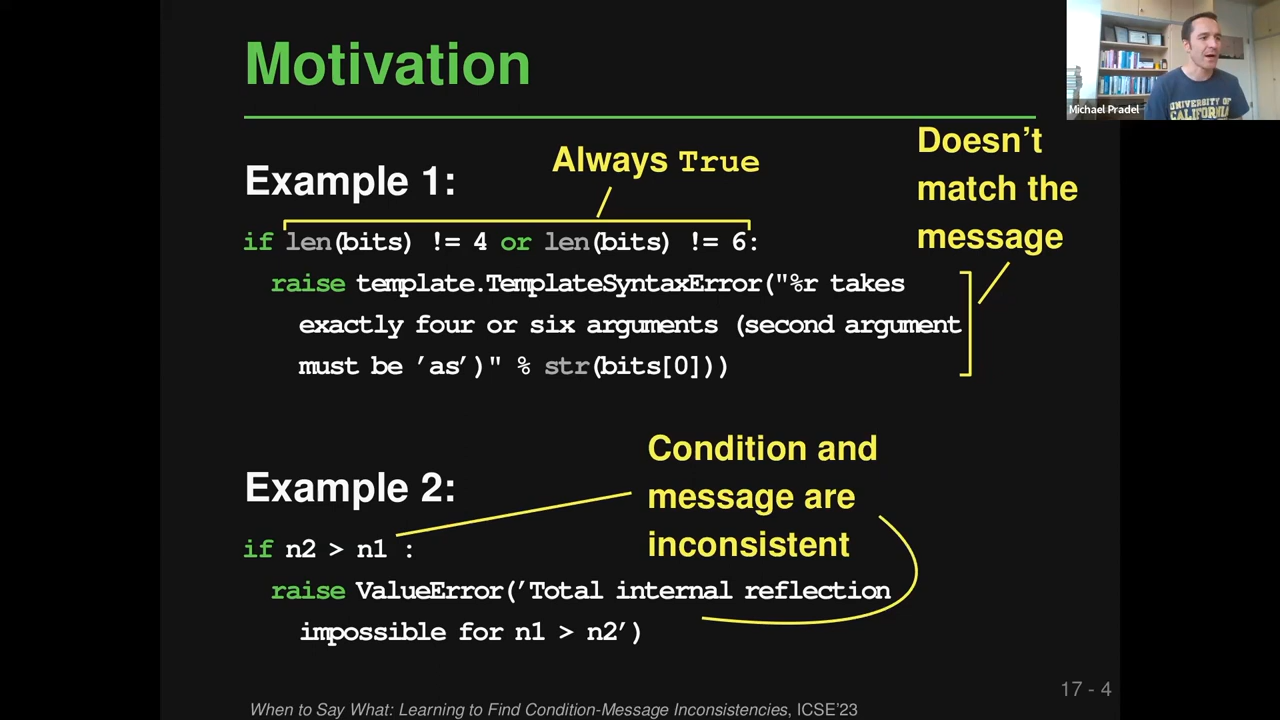 Motivation
Michael Pradel
UNIVERSITY OF
CALIFORNIA
Doesn't
match the
message
Always True
Example 1:
if len(bits) != 4 or len(bits) != 6:
raise template.TemplateSyntaxError("%r takes
exactly four or six arguments (second argument
must be 'as')" % str(bits[0]))
Condition and
message are
inconsistent
Example 2:
if n2 > n1 :
raise ValueError('Total internal reflection
impossible for n1 > n2')
17 - 4
When to Say What: Learning to Find Condition-Message Inconsistencies, ICSE'23